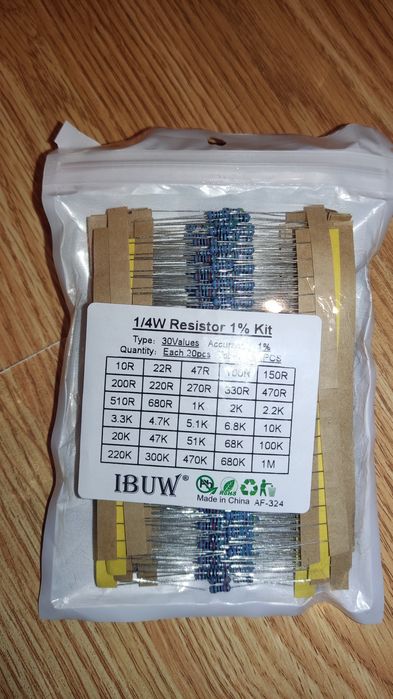 1/4W Resistor 1% Kit
Type: 30Values 1%
Quantity: Each 30pcs PCS
10R 22R 47R 100R 150R
200R 220R 270R 330R 470R
510R 680R 1K 2K 2.2K
3.3K 4.7K 5.1K 6.8K 10K
20K 47K 51K 68K 100K
220K 300K 470K 680K 1M
IBUW®
RoHS
Made in China AF-324